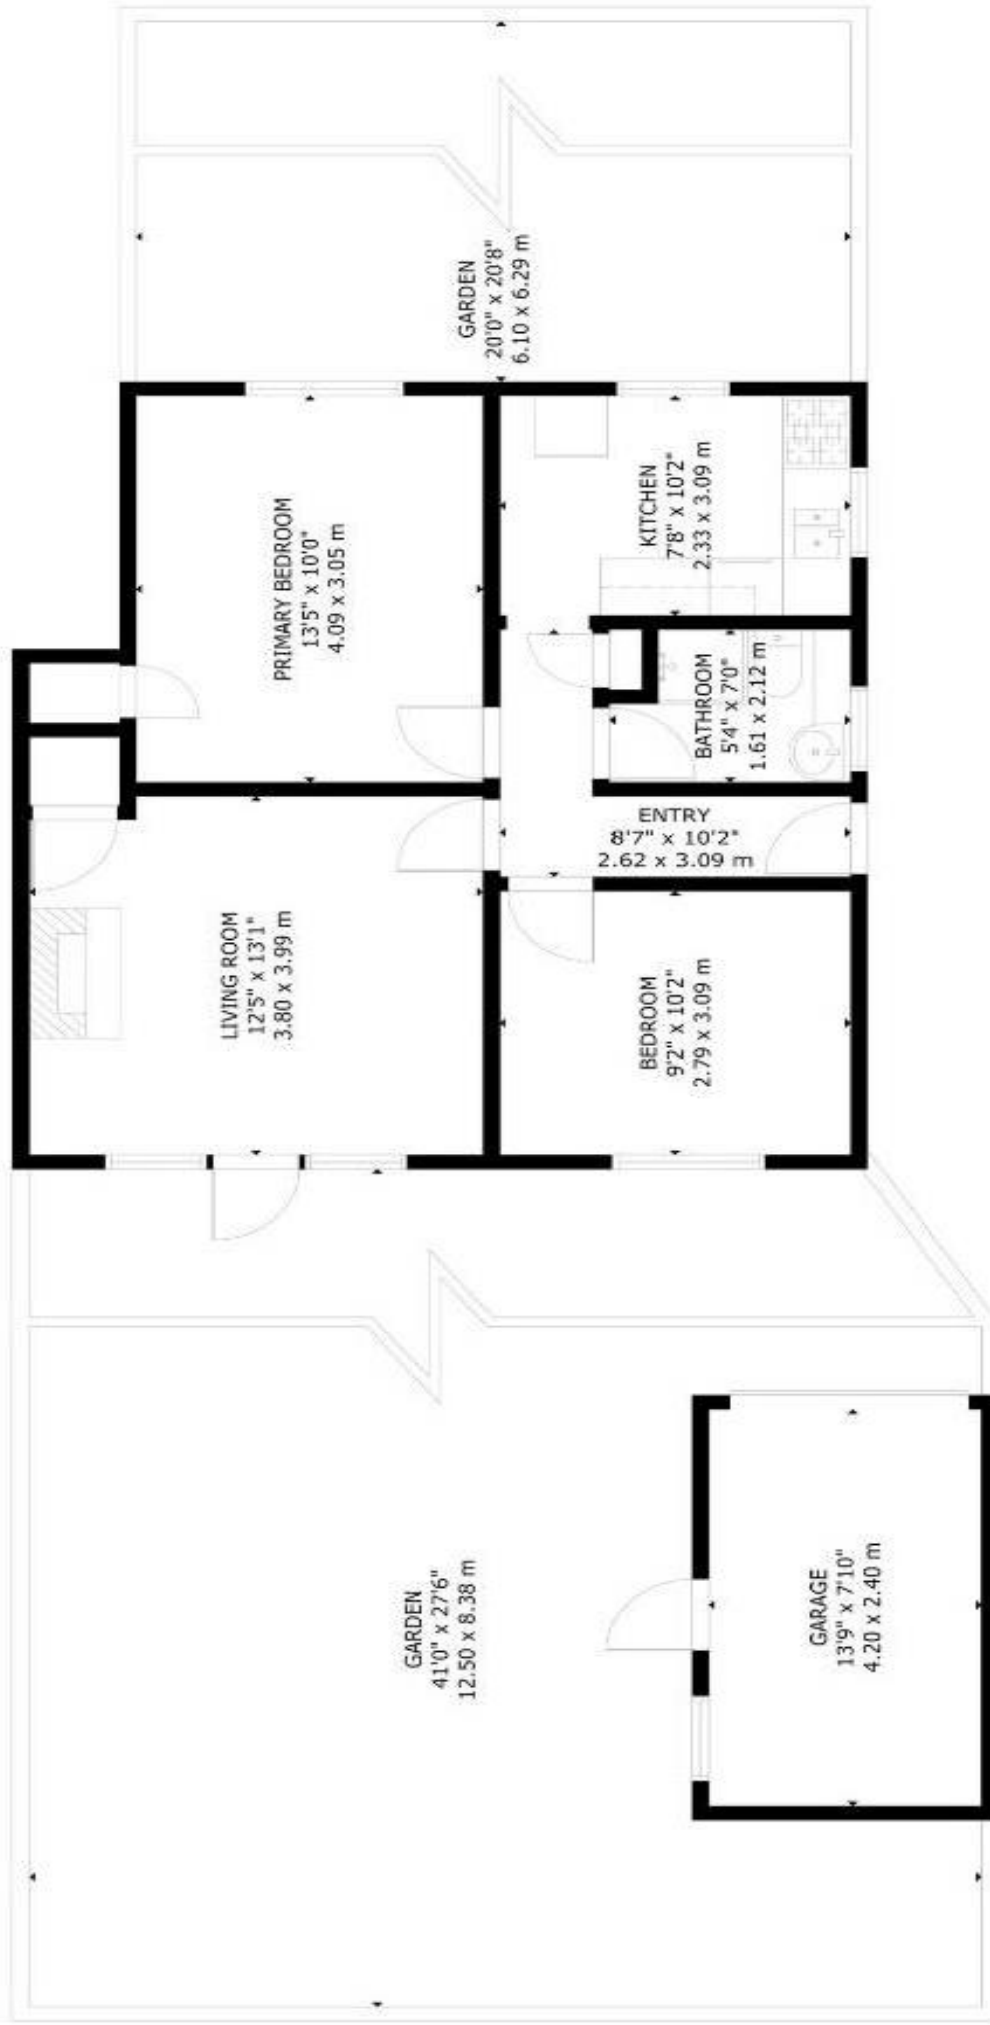 GARDEN
20'0" x 20'8"
6.10 x 6.29 m
PRIMARY BEDROOM
13'5" x 10'0"
4.09 x 3.05 m
KITCHEN
7'8" x 10'2"
2.33 x 3.09 m
BATHROOM
5'4" x 7'0"
1.61 x 2.12 m
ENTRY
8'7" x 10'2"
2.62 x 3.09 m
LIVING ROOM
12'5" x 13'1"
3.80 x 3.99 m
BEDROOM
9'2" x 10'2"
2.79 x 3.09 m
GARDEN
41'0" x 27'6"
12.50 x 8.38 m
GARAGE
13'9" x 7'10"
4.20 x 2.40 m